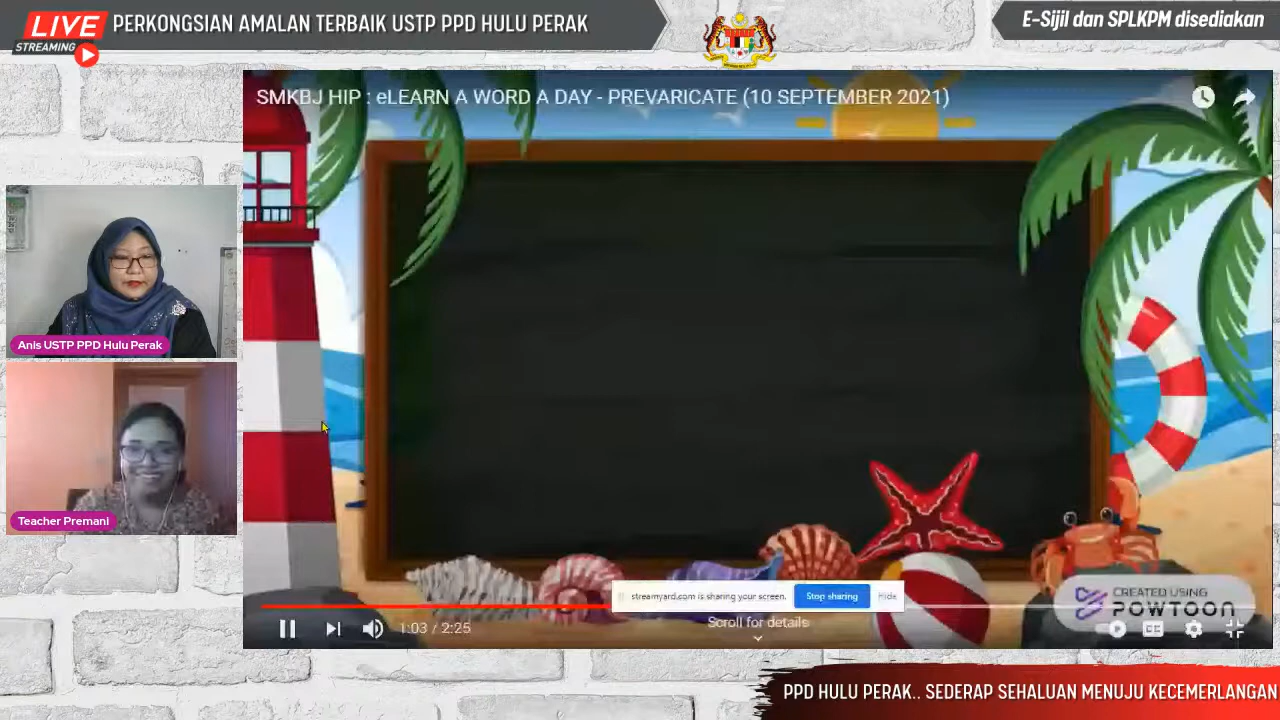 LIVE
STREAMING
PERKONGSIAN AMALAN TERBAIK USTP PPD HULU PERAK
E-Sijil dan SPLKPM disediakan
SMKBJ HIP : eLEARN A WORD A DAY - PREVARICATE (10 SEPTEMBER 2021)
Anis USTP PPD Hulu Perak
Teacher Premani
streamyard.com is sharing your screen.
Stop sharing
Hide
CREATED USING
POWTOON
1:03 / 2:25
Scroll for details
CC
PPD HULU PERAK.. SEDERAP SEHALUAN MENUJU KECEMERLANGAN